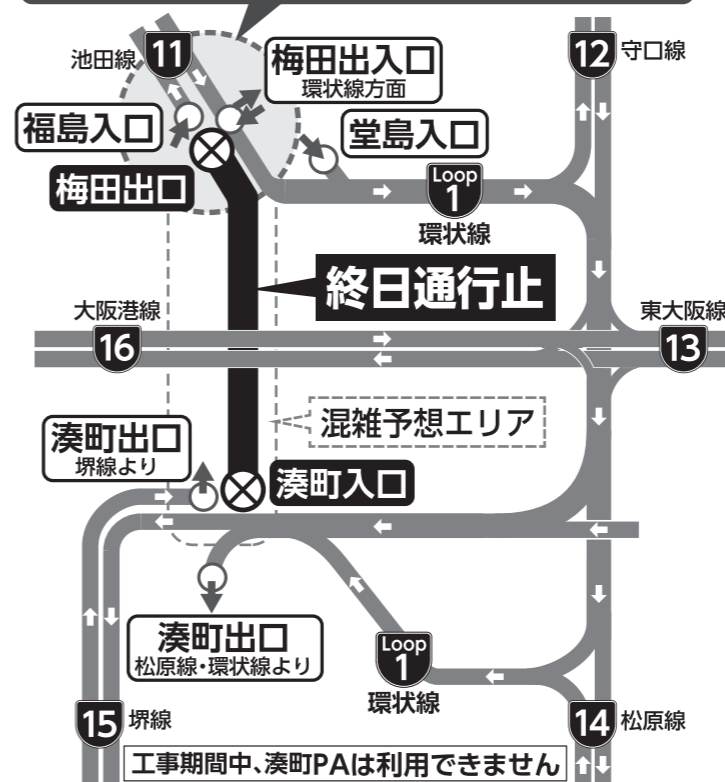 池田線
11
梅田出入口
環状線方面
12
守口線
福島入口
堂島入口
梅田出口
Loop
1
環状線
終日通行止
大阪港線
16
東大阪線
13
混雑予想エリア
湊町出口
堺線より
湊町入口
湊町出口
松原線・環状線より
Loop
1
環状線
15
堺線
14
松原線
工事期間中、湊町PAは利用できません